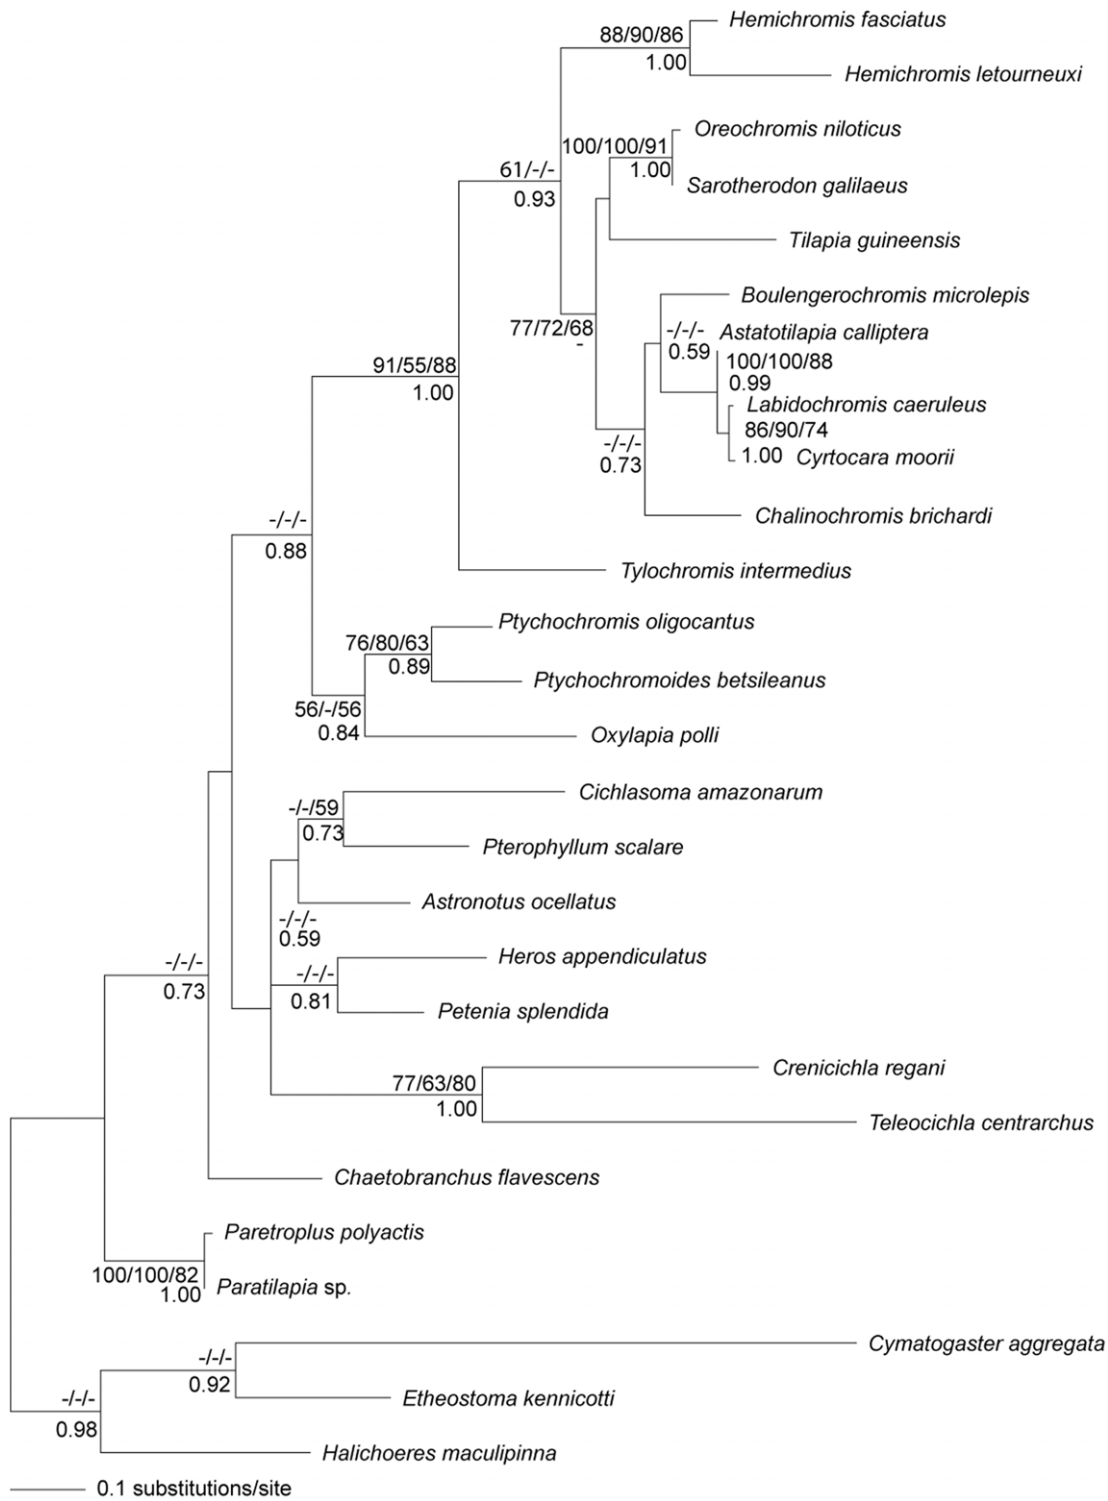 Hemichromis fasciatus
88/90/86
1.00
Hemichromis letourneuxi
Oreochromis niloticus
100/100/91
1.00
Sarotherodon galilaeus
61/-/-
0.93
Tilapia guineensis
Boulengerochromis microlepis
77/72/68
-
-/-/-
0.59
Astatotilapia calliptera
100/100/88
0.99
Labidochromis caeruleus
86/90/74
1.00
Cyrtocara moorii
91/55/88
1.00
-/-/-
0.73
Chalinochromis brichardi
-/-/-
0.88
Tylochromis intermedius
Ptychochromis oligocantus
76/80/63
0.89
Ptychochromoides betsileanus
56/-/56
0.84
Oxylapia polli
Cichlasoma amazonarum
-/-/59
0.73
Pterophyllum scalare
Astronotus ocellatus
-/-/-
0.59
Heros appendiculatus
-/-/-
0.73
-/-/-
0.81
Petenia splendida
Crenicichla regani
77/63/80
1.00
Teleocichla centrarchus
Chaetobranchus flavescens
Paretroplus polyactis
100/100/82
1.00
Paratilapia sp.
Cymatogaster aggregata
-/-/-
0.92
Etheostoma kennicotti
-/-/-
0.98
Halichoeres maculipinna
0.1 substitutions/site